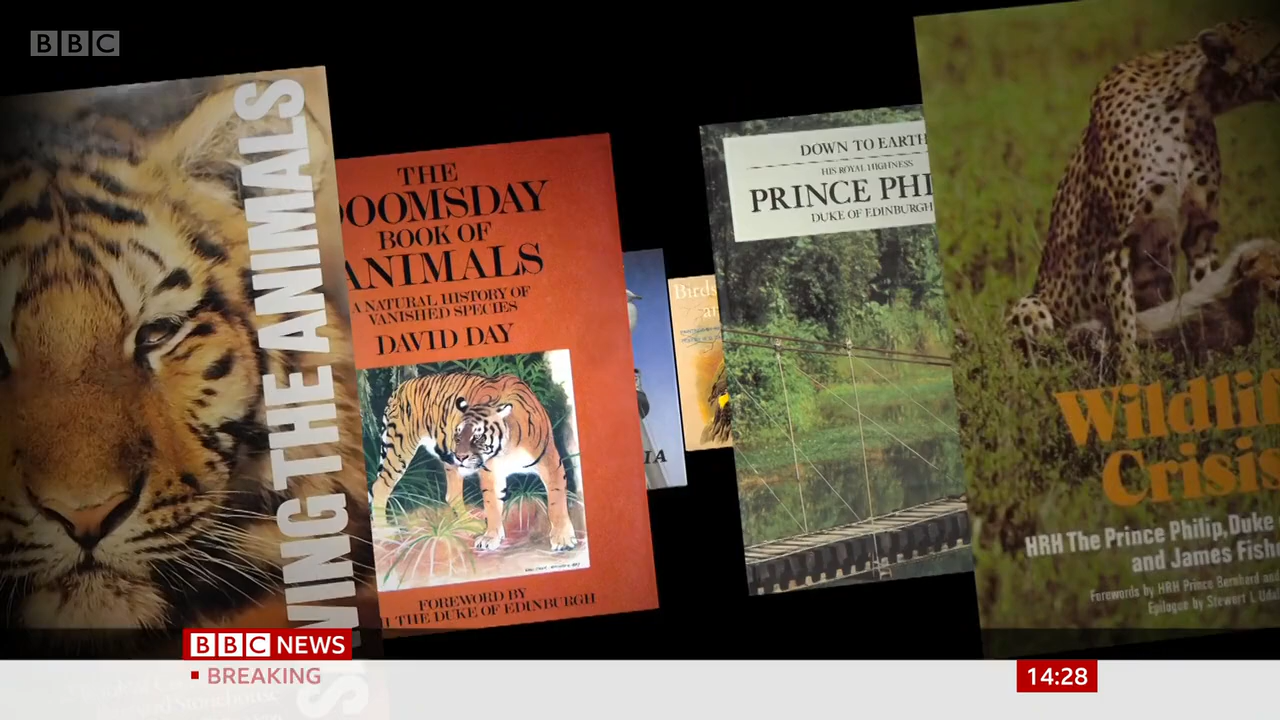 BBC
WING THE ANIMALS
S
THE
DOOMSDAY
BOOK OF
ANIMALS
A NATURAL HISTORY OF
VANISHED SPECIES
DAVID DAY
FOREWORD BY
THE DUKE OF EDINBURGH
IA
Birds
DOWN TO EARTH
HIS ROYAL HIGHNESS
PRINCE PHI
DUKE OF EDINBURGH
Wildlif
Crisis
HRH The Prince Philip, Duke
and James Fish
Forewords by HRH Prince Bernhard and
Epilogue by Stewart L Uda
BBC NEWS
BREAKING
14:28